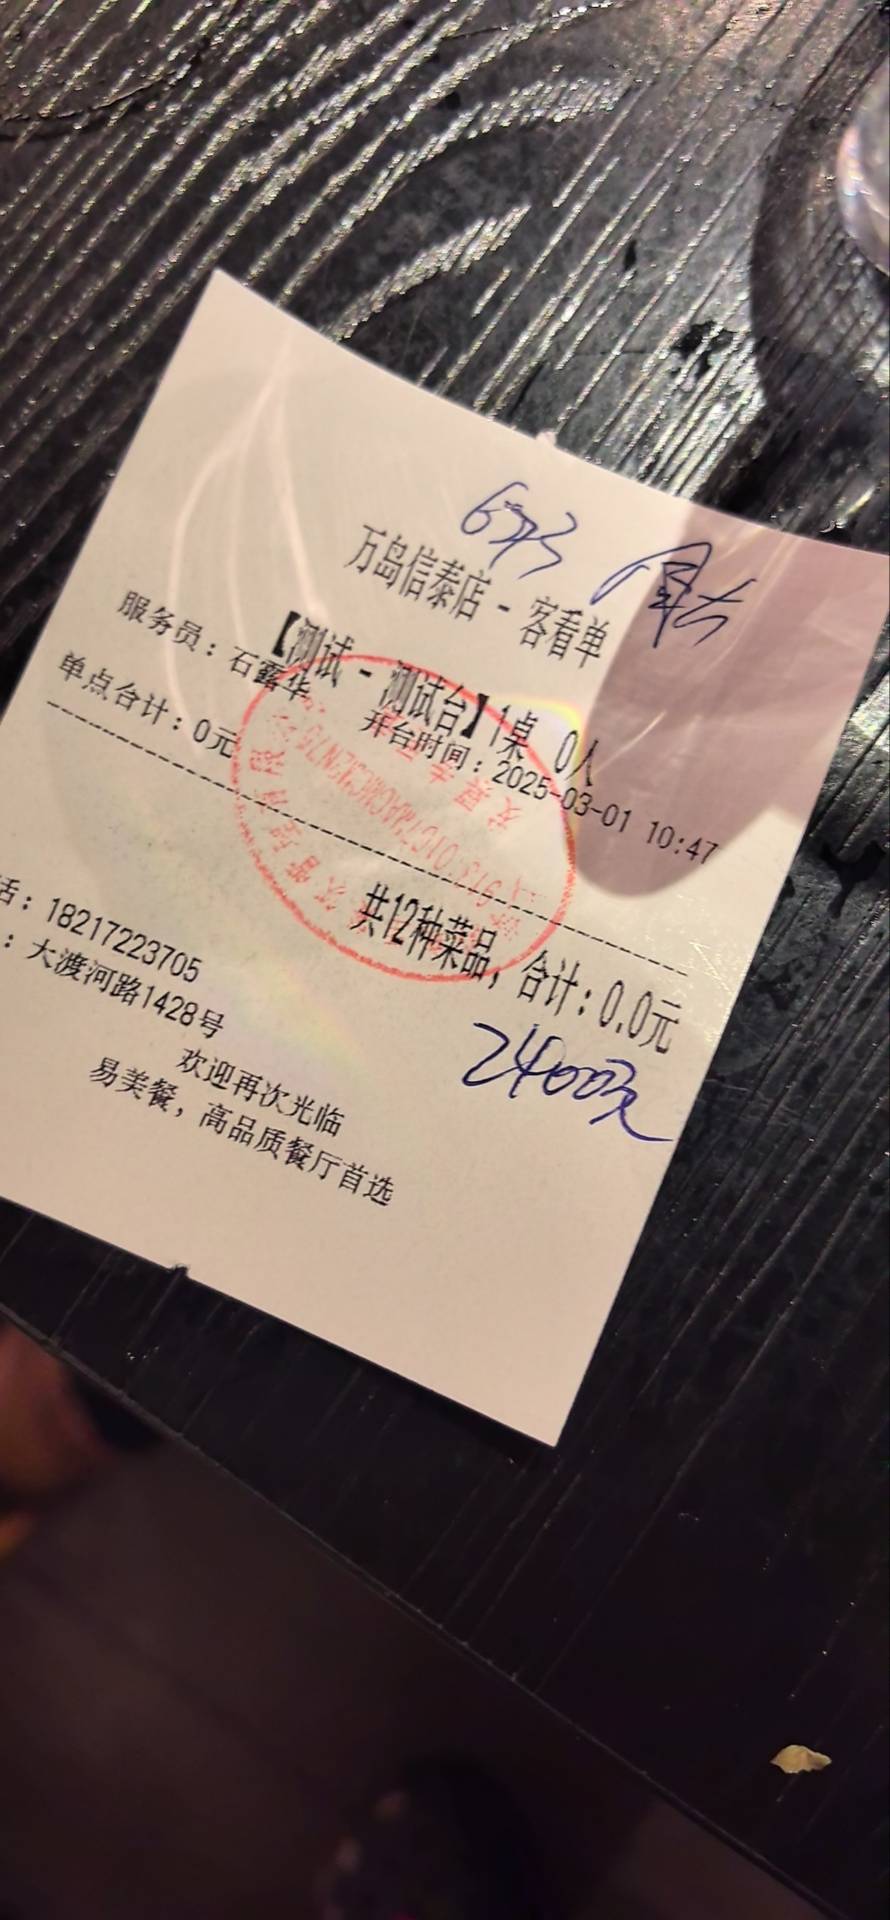 万岛信泰店 - 客看单
【测试 - 测试台】1桌 0人
服务员：石露华 开台时间：2025-03-01 10:47
单点合计：0元
共12种菜品，合计：0.0元
2400元
话：18217223705
：大渡河路1428号
欢迎再次光临
易美餐，高品质餐厅首选